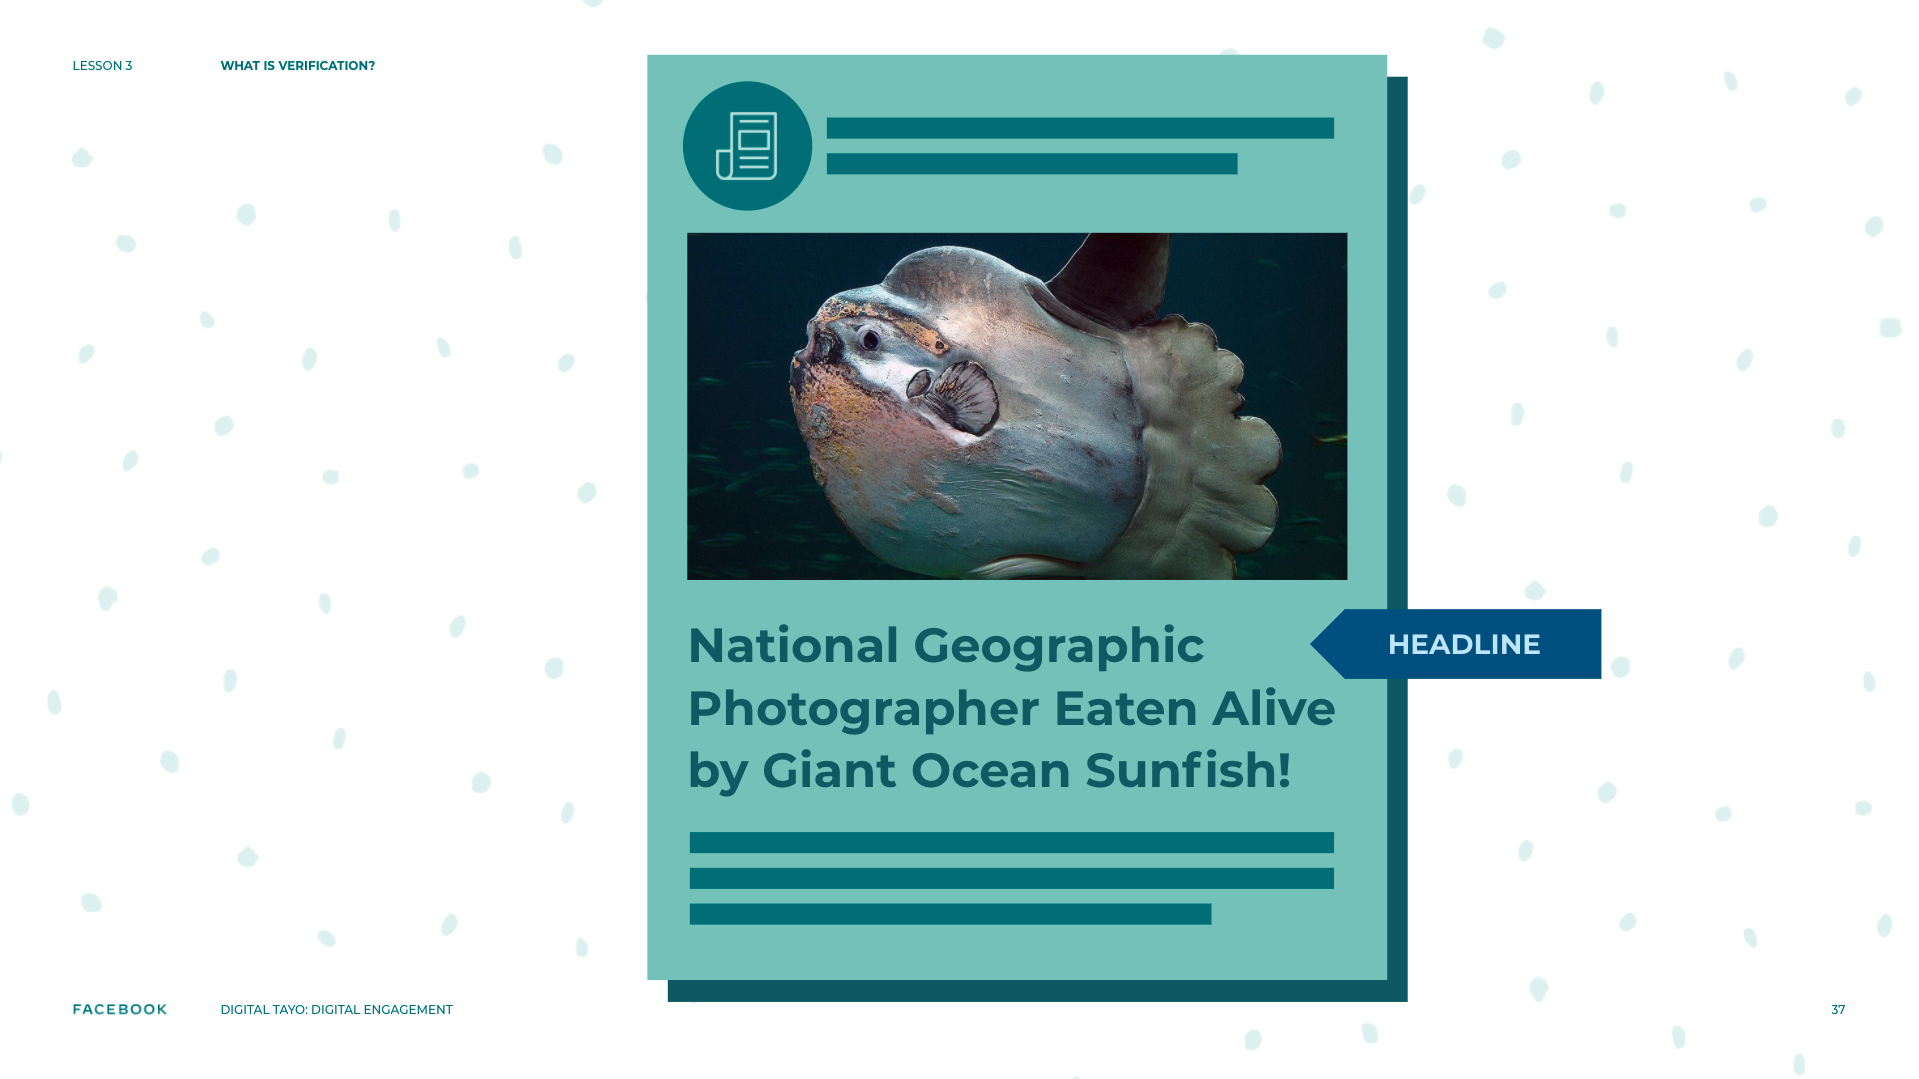 LESSON 3
WHAT IS VERIFICATION?
National Geographic
Photographer Eaten Alive
by Giant Ocean Sunfish!
HEADLINE
FACEBOOK
DIGITAL TAYO: DIGITAL ENGAGEMENT
37